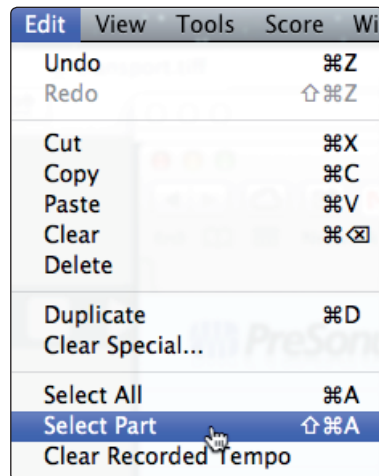 Edit View Tools Score Wi
Undo ⌘Z
Redo ⇧⌘Z
Cut ⌘X
Copy ⌘C
Paste ⌘V
Clear ⌘⌫
Delete
Duplicate ⌘D
Clear Special...
Select All ⌘A
Select Part ⇧⌘A
Clear Recorded Tempo